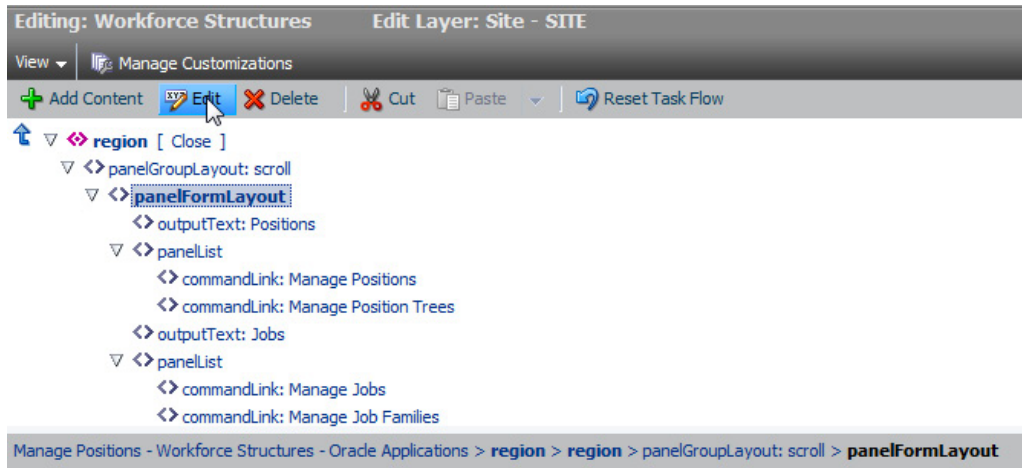 Editing: Workforce Structures Edit Layer: Site - SITE
View Manage Customizations
Add Content Edit Delete Cut Paste Reset Task Flow
region [ Close ]
panelGroupLayout: scroll
panelFormLayout
outputText: Positions
panelList
commandLink: Manage Positions
commandLink: Manage Position Trees
outputText: Jobs
panelList
commandLink: Manage Jobs
commandLink: Manage Job Families
Manage Positions - Workforce Structures - Oracle Applications > region > region > panelGroupLayout: scroll > panelFormLayout